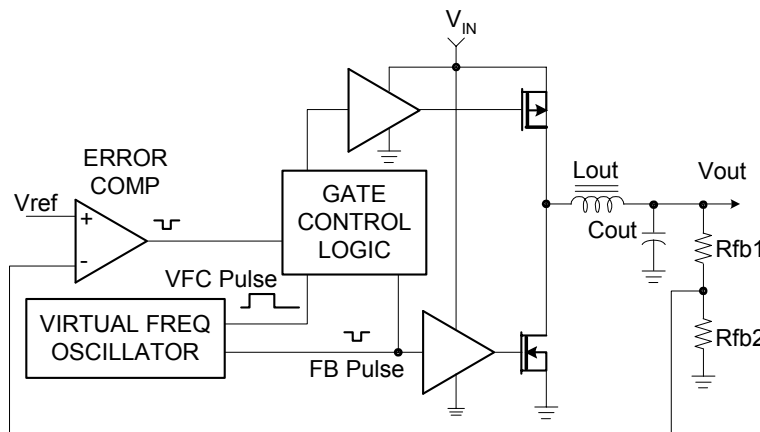 V_IN
ERROR
COMP
Vref
+
-
GATE
CONTROL
LOGIC
Lout
Vout
Cout
Rfb1
VFC Pulse
VIRTUAL FREQ
OSCILLATOR
FB Pulse
Rfb2